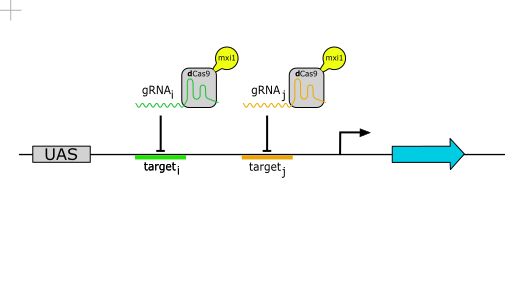 mxi1
mxi1
dCas9
dCas9
gRNAi
gRNAj
UAS
targeti
targetj